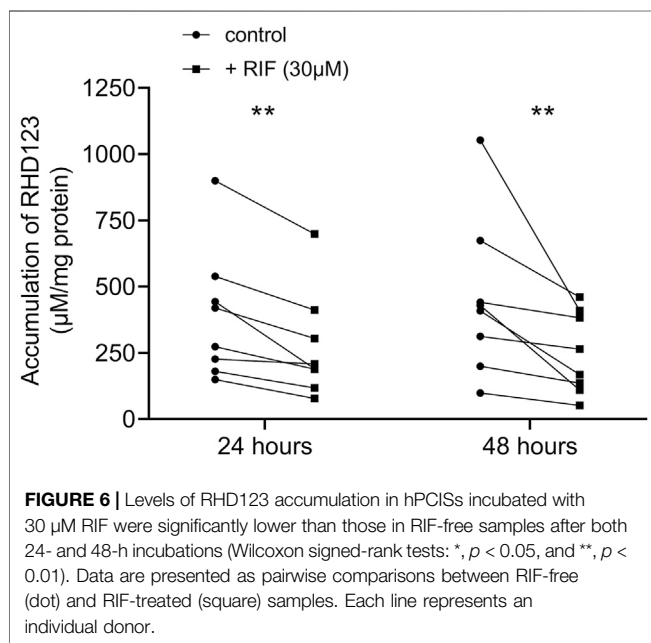 control
+ RIF (30µM)
1250
1000
750
500
250
0
Accumulation of RHD123
(µM/mg protein)
**
**
24 hours
48 hours
FIGURE 6 | Levels of RHD123 accumulation in hPCISs incubated with
30 µM RIF were significantly lower than those in RIF-free samples after both
24- and 48-h incubations (Wilcoxon signed-rank tests: *, p < 0.05, and **, p <
0.01). Data are presented as pairwise comparisons between RIF-free
(dot) and RIF-treated (square) samples. Each line represents an
individual donor.